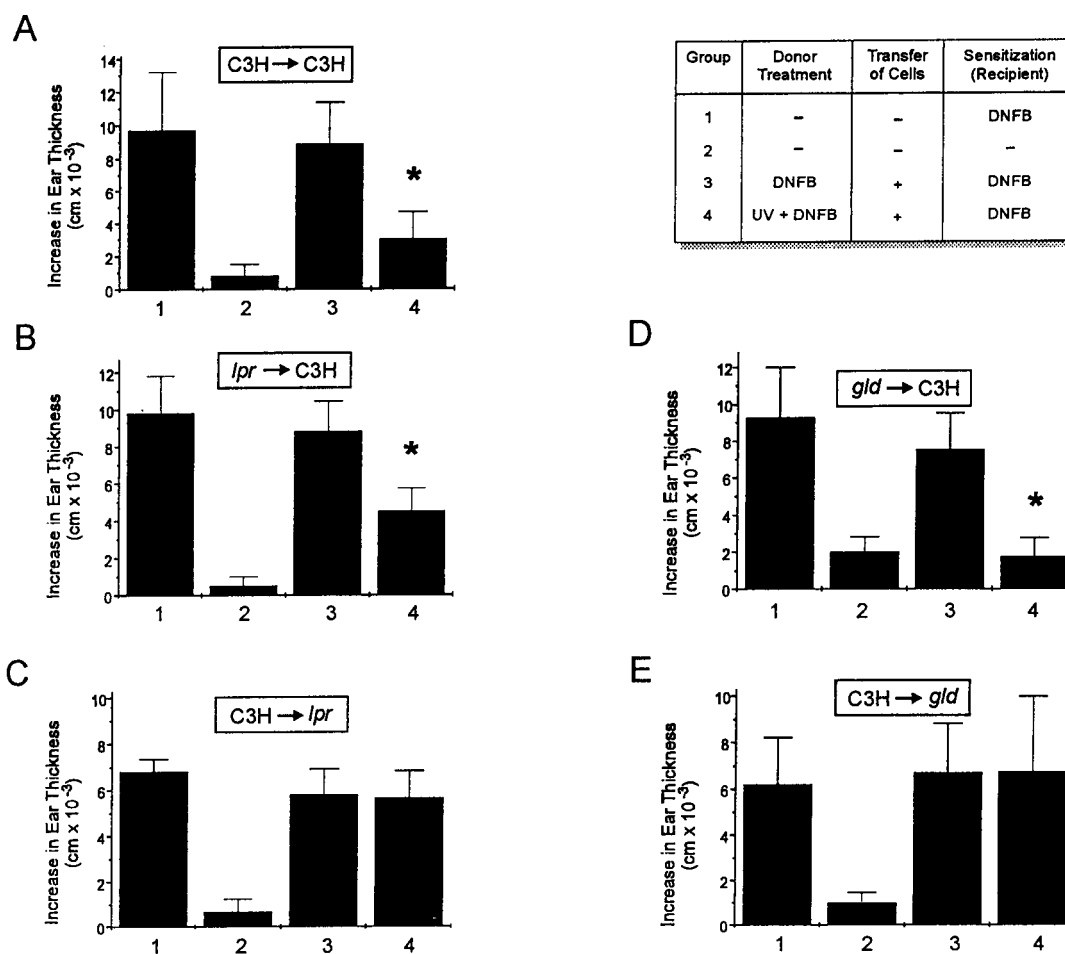 A
C3H → C3H
Increase in Ear Thickness
(cm x 10⁻³)
14
12
10
8
6
4
2
0
1 2 3 4
*
Group Donor Treatment Transfer of Cells Sensitization (Recipient)
1 – – DNFB
2 – – –
3 DNFB + DNFB
4 UV + DNFB + DNFB
B
lpr → C3H
Increase in Ear Thickness
(cm x 10⁻³)
12
10
8
6
4
2
0
1 2 3 4
*
D
gld → C3H
Increase in Ear Thickness
(cm x 10⁻³)
12
10
8
6
4
2
0
1 2 3 4
*
C
C3H → lpr
Increase in Ear Thickness
(cm x 10⁻³)
10
8
6
4
2
0
1 2 3 4
E
C3H → gld
Increase in Ear Thickness
(cm x 10⁻³)
10
8
6
4
2
0
1 2 3 4